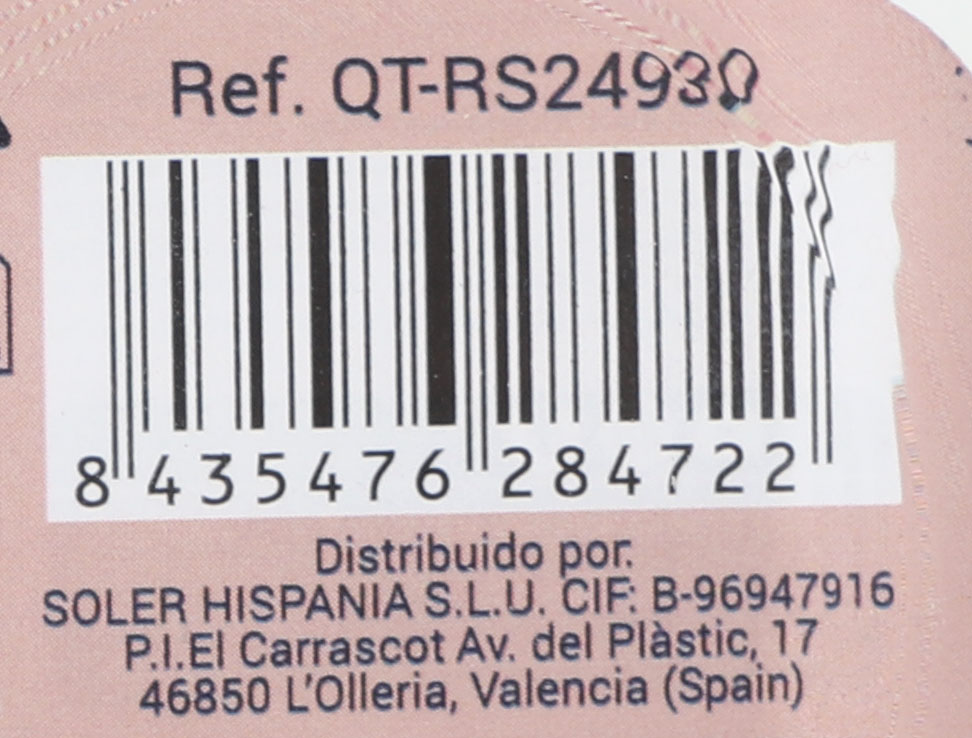 Ref. QT-RS24930
8 435476 284722
Distribuido por:
SOLER HISPANIA S.L.U. CIF: B-96947916
P.I.El Carrascot Av. del Plàstic, 17
46850 L'Olleria, Valencia (Spain)